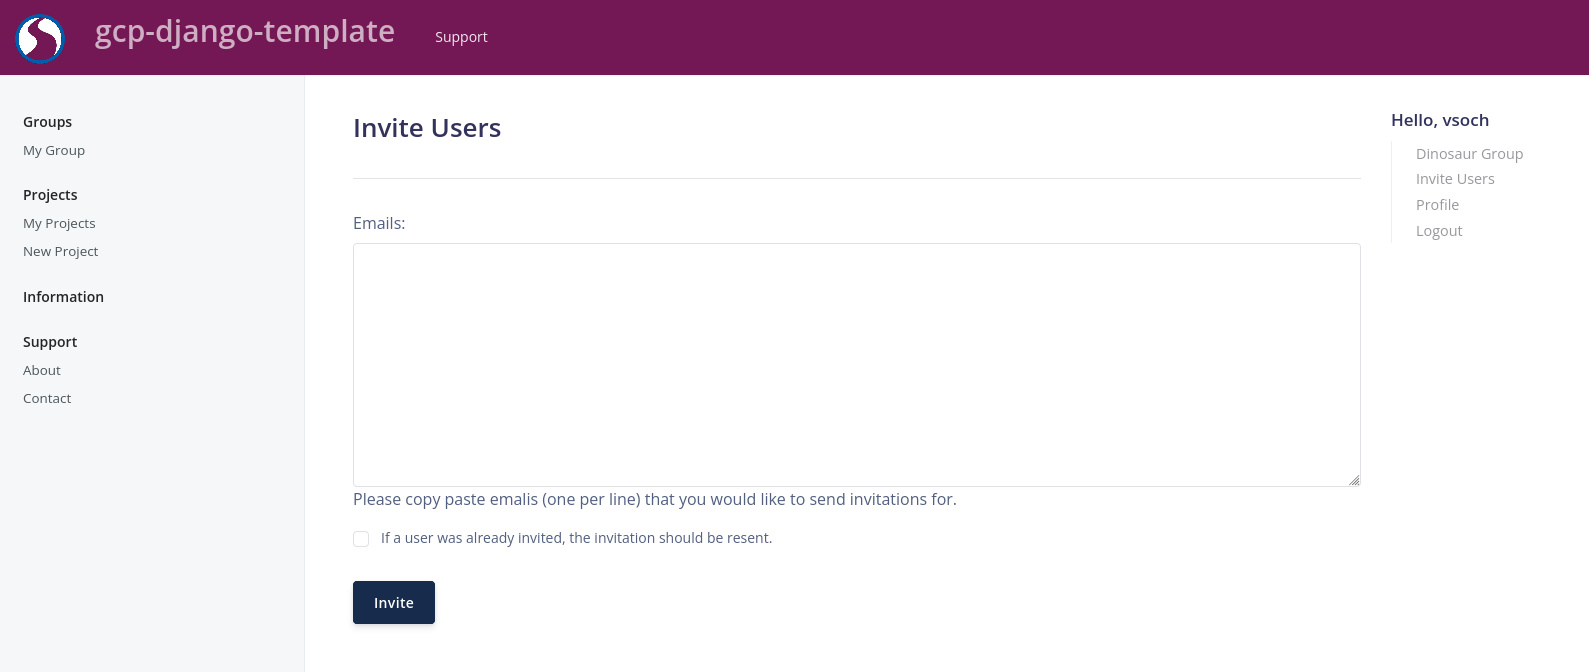 gcp-django-template
Support
Groups
My Group
Projects
My Projects
New Project
Information
Support
About
Contact
Invite Users
Emails:
Please copy paste emalis (one per line) that you would like to send invitations for.
If a user was already invited, the invitation should be resent.
Invite
Hello, vsoch
Dinosaur Group
Invite Users
Profile
Logout